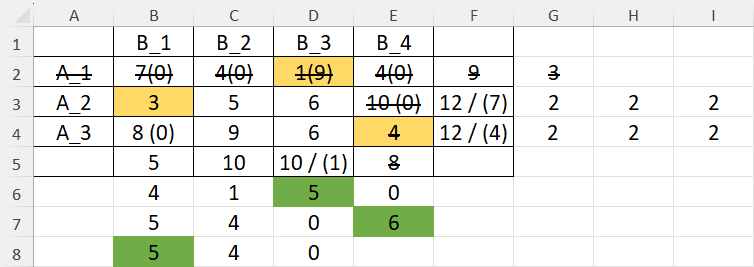 A B C D E F G H I
1 B_1 B_2 B_3 B_4
2 A_1 7(0) 4(0) 1(9) 4(0) 9 3
3 A_2 3 5 6 10 (0) 12 / (7) 2 2 2
4 A_3 8 (0) 9 6 4 12 / (4) 2 2 2
5 5 10 10 / (1) 8
6 4 1 5 0
7 5 4 0 6
8 5 4 0